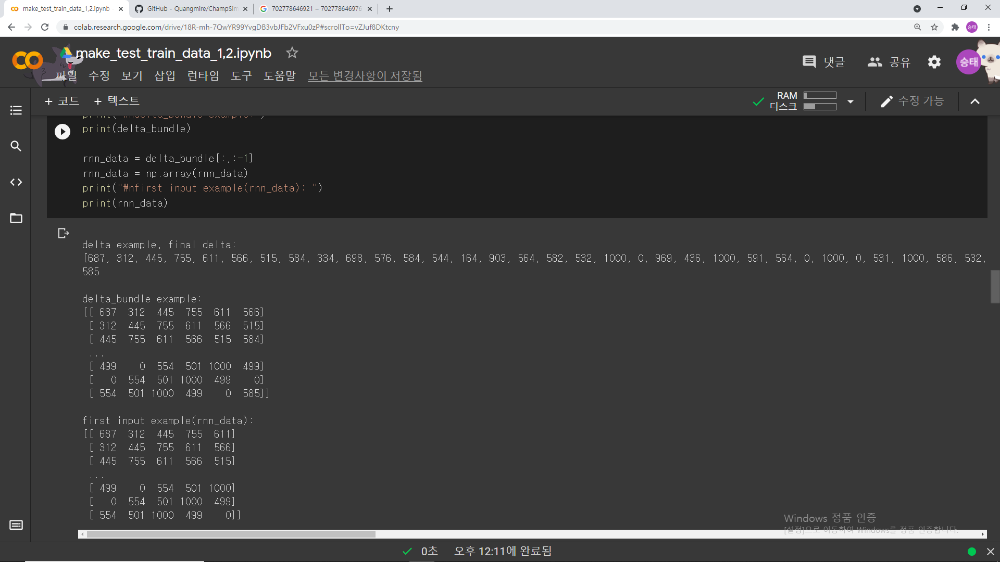 make_test_train_data_1,2.ipynb
GitHub - Quangmire/ChampSim
702778646921 – 702778646976
colab.research.google.com/drive/18R-mh-7QwYR99YvgDB3vbJFb2VFxu0zP#scrollTo=vZJuf8DKtcny
승태
make_test_train_data_1,2.ipynb
댓글
공유
승태
파일 수정 보기 삽입 런타임 도구 도움말 모든 변경사항이 저장됨
+ 코드 + 텍스트
RAM
디스크
수정 가능
print("₩ndelta_bundle example: ")
print(delta_bundle)
rnn_data = delta_bundle[:,:-1]
rnn_data = np.array(rnn_data)
print("₩nfirst input example(rnn_data): ")
print(rnn_data)
delta example, final delta:
[687, 312, 445, 755, 611, 566, 515, 584, 334, 698, 576, 584, 544, 164, 903, 564, 582, 532, 1000, 0, 969, 436, 1000, 591, 564, 0, 1000, 0, 531, 1000, 586, 532,
585
delta_bundle example:
[[ 687 312 445 755 611 566]
[ 312 445 755 611 566 515]
[ 445 755 611 566 515 584]
...
[ 499 0 554 501 1000 499]
[ 0 554 501 1000 499 0]
[ 554 501 1000 499 0 585]]
first input example(rnn_data):
[[ 687 312 445 755 611]
[ 312 445 755 611 566]
[ 445 755 611 566 515]
...
[ 499 0 554 501 1000]
[ 0 554 501 1000 499]
[ 554 501 1000 499 0]]
Windows 정품 인증
[설정]으로 이동하여 Windows를 정품 인증합니다.
0초 오후 12:11에 완료됨